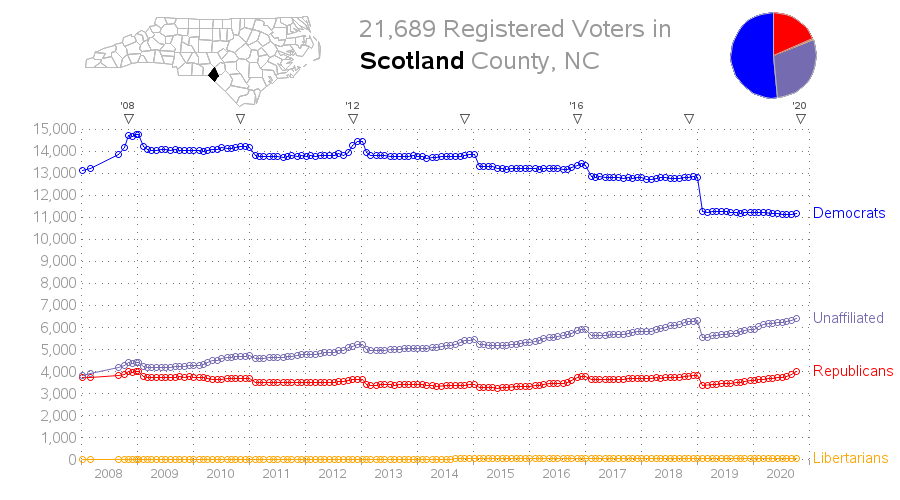 21,689 Registered Voters in
Scotland County, NC
'08 '12 '16 '20
15,000
14,000
13,000
12,000
11,000
Democrats
10,000
9,000
8,000
7,000
Unaffiliated
6,000
5,000
4,000
Republicans
3,000
2,000
1,000
0
Libertarians
2008 2009 2010 2011 2012 2013 2014 2015 2016 2017 2018 2019 2020